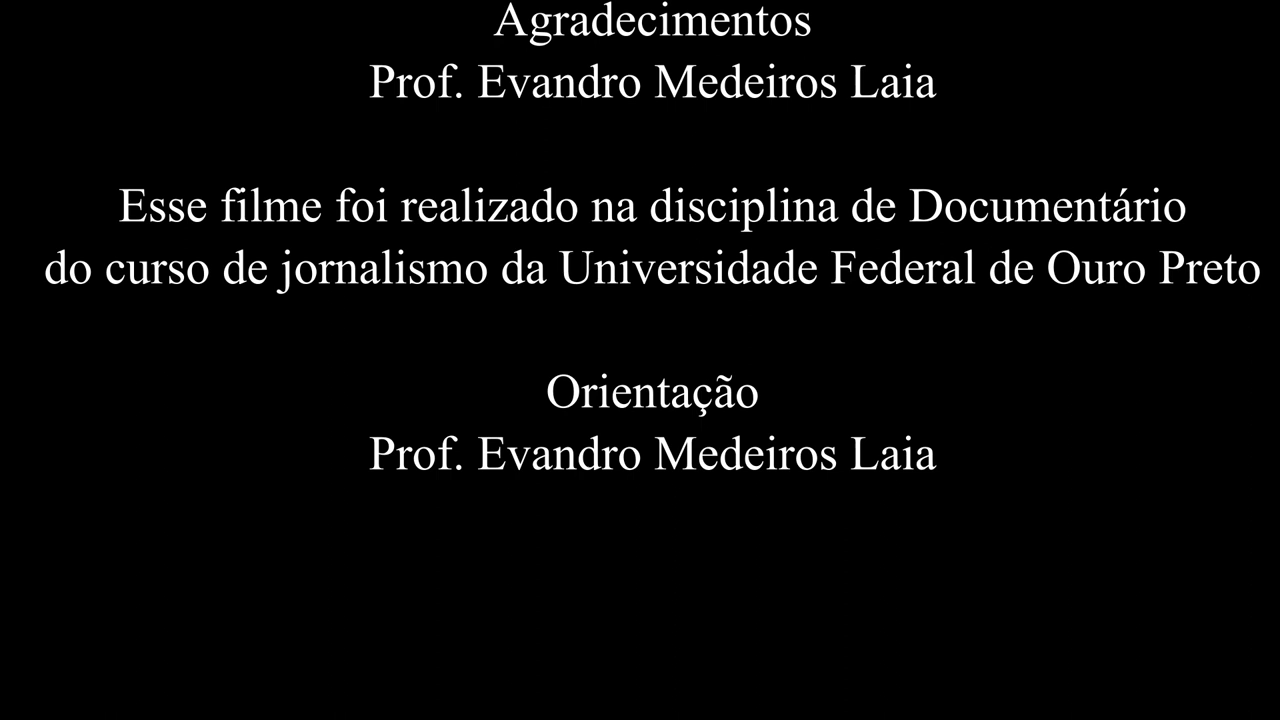 Agradecimentos
Prof. Evandro Medeiros Laia
Esse filme foi realizado na disciplina de Documentário
do curso de jornalismo da Universidade Federal de Ouro Preto
Orientação
Prof. Evandro Medeiros Laia